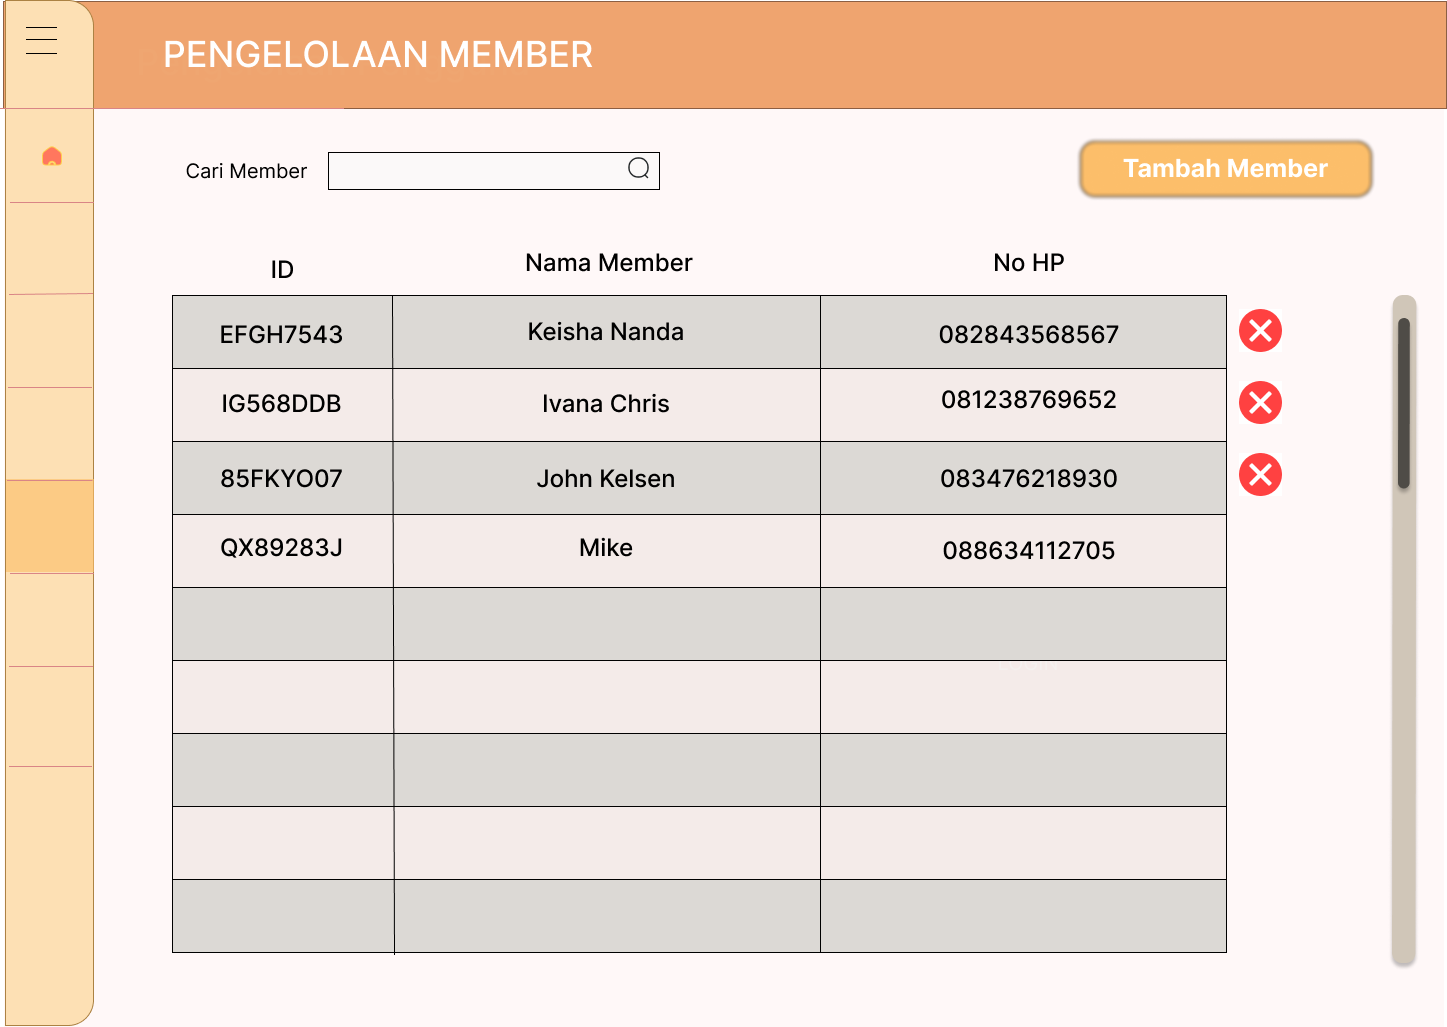 PENGELOLAAN MEMBER
Cari Member
Tambah Member
ID Nama Member No HP
EFGH7543 Keisha Nanda 082843568567
IG568DDB Ivana Chris 081238769652
85FKYO07 John Kelsen 083476218930
QX89283J Mike 088634112705
LOGIN